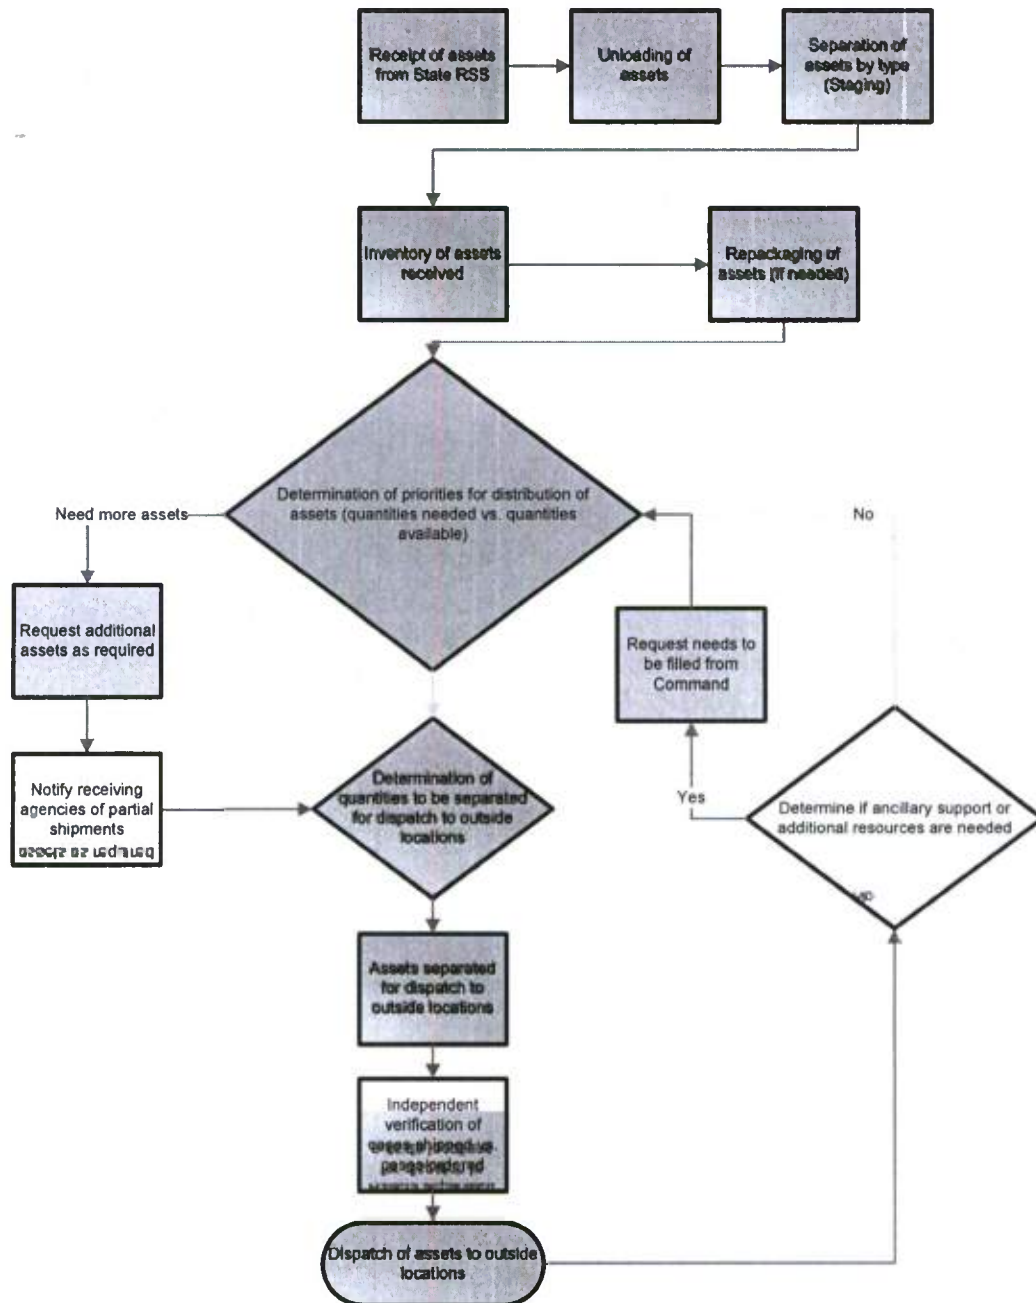 Receipt of assets
from State RSS
Unloading of
assets
Separation of
assets by type
(Staging)
Inventory of assets
received
Repackaging of
assets (If needed)
Determination of priorities for distribution of
assets (quantities needed vs. quantities
available)
Need more assets
No
Request additional
assets as required
Request needs to
be filled from
Command
Notify receiving
agencies of partial
shipments
Determination of
quantities to be separated
for dispatch to outside
locations
Yes
Determine if ancillary support or
additional resources are needed
Assets separated
for dispatch to
outside locations
Independent
verification of
shipped vs.
Dispatch of assets to outside
locations